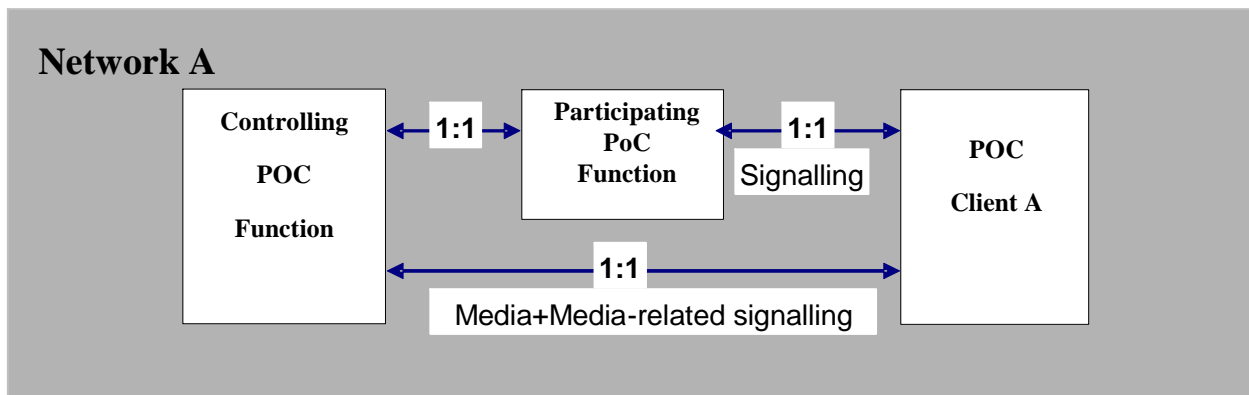 Network A
Controlling
POC
Function
1:1
Participating
PoC
Function
1:1
Signalling
POC
Client A
1:1
Media+Media-related signalling